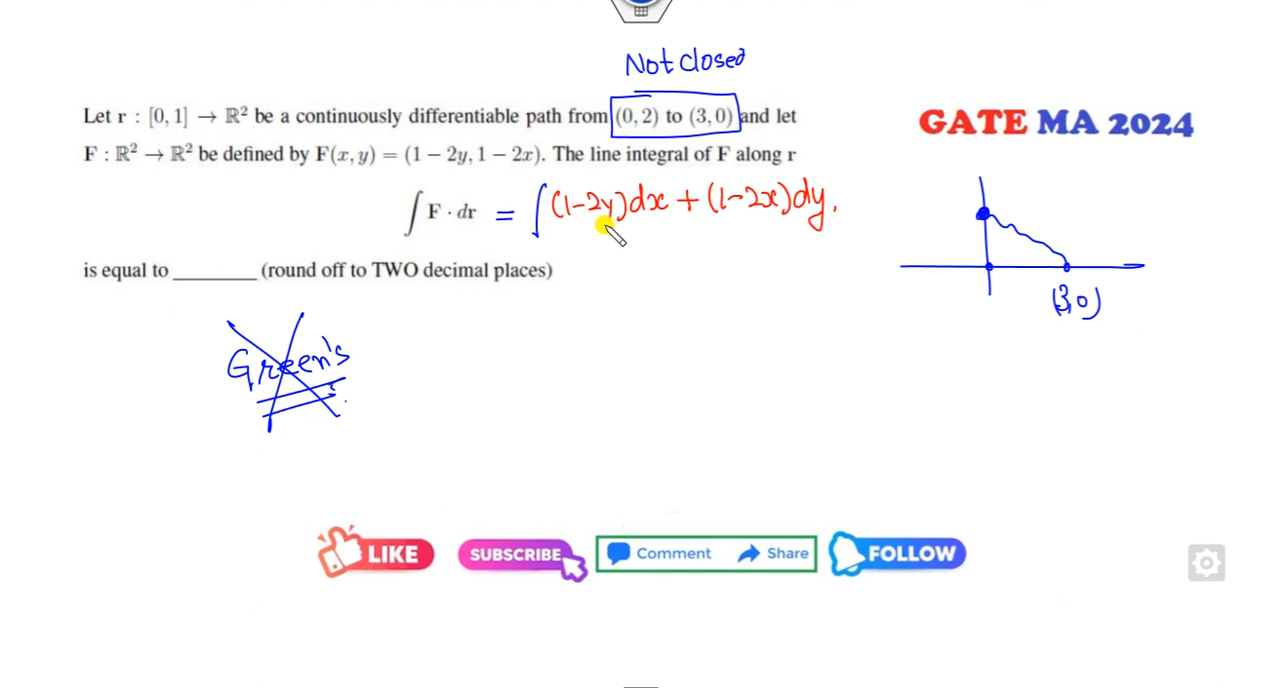 Not closed
Let r : [0, 1] → ℝ² be a continuously differentiable path from (0, 2) to (3, 0) and let
GATE MA 2024
F : ℝ² → ℝ² be defined by F(x, y) = (1 − 2y, 1 − 2x). The line integral of F along r
∫ F · dr = ∫(1-2y)dx + (1-2x)dy.
is equal to ________ (round off to TWO decimal places)
(3,0)
Green's
LIKE SUBSCRIBE Comment Share FOLLOW